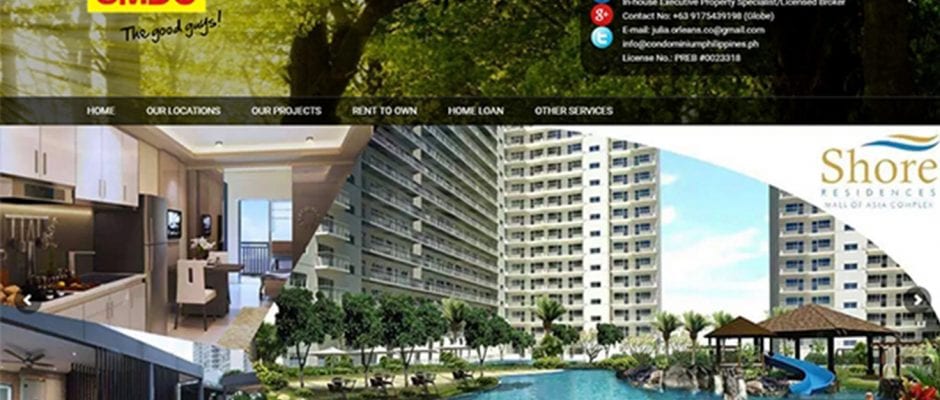 SMDC
The good guys!
In-house Executive Property Specialist/Licensed Broker
Contact No: +63 9175439198 (Globe)
E-mail: julia.orleans.co@gmail.com
info@condominiumphilippines.ph
License No.: PREB #0023318
HOME OUR LOCATIONS OUR PROJECTS RENT TO OWN HOME LOAN OTHER SERVICES
Shore
RESIDENCES
MALL OF ASIA COMPLEX